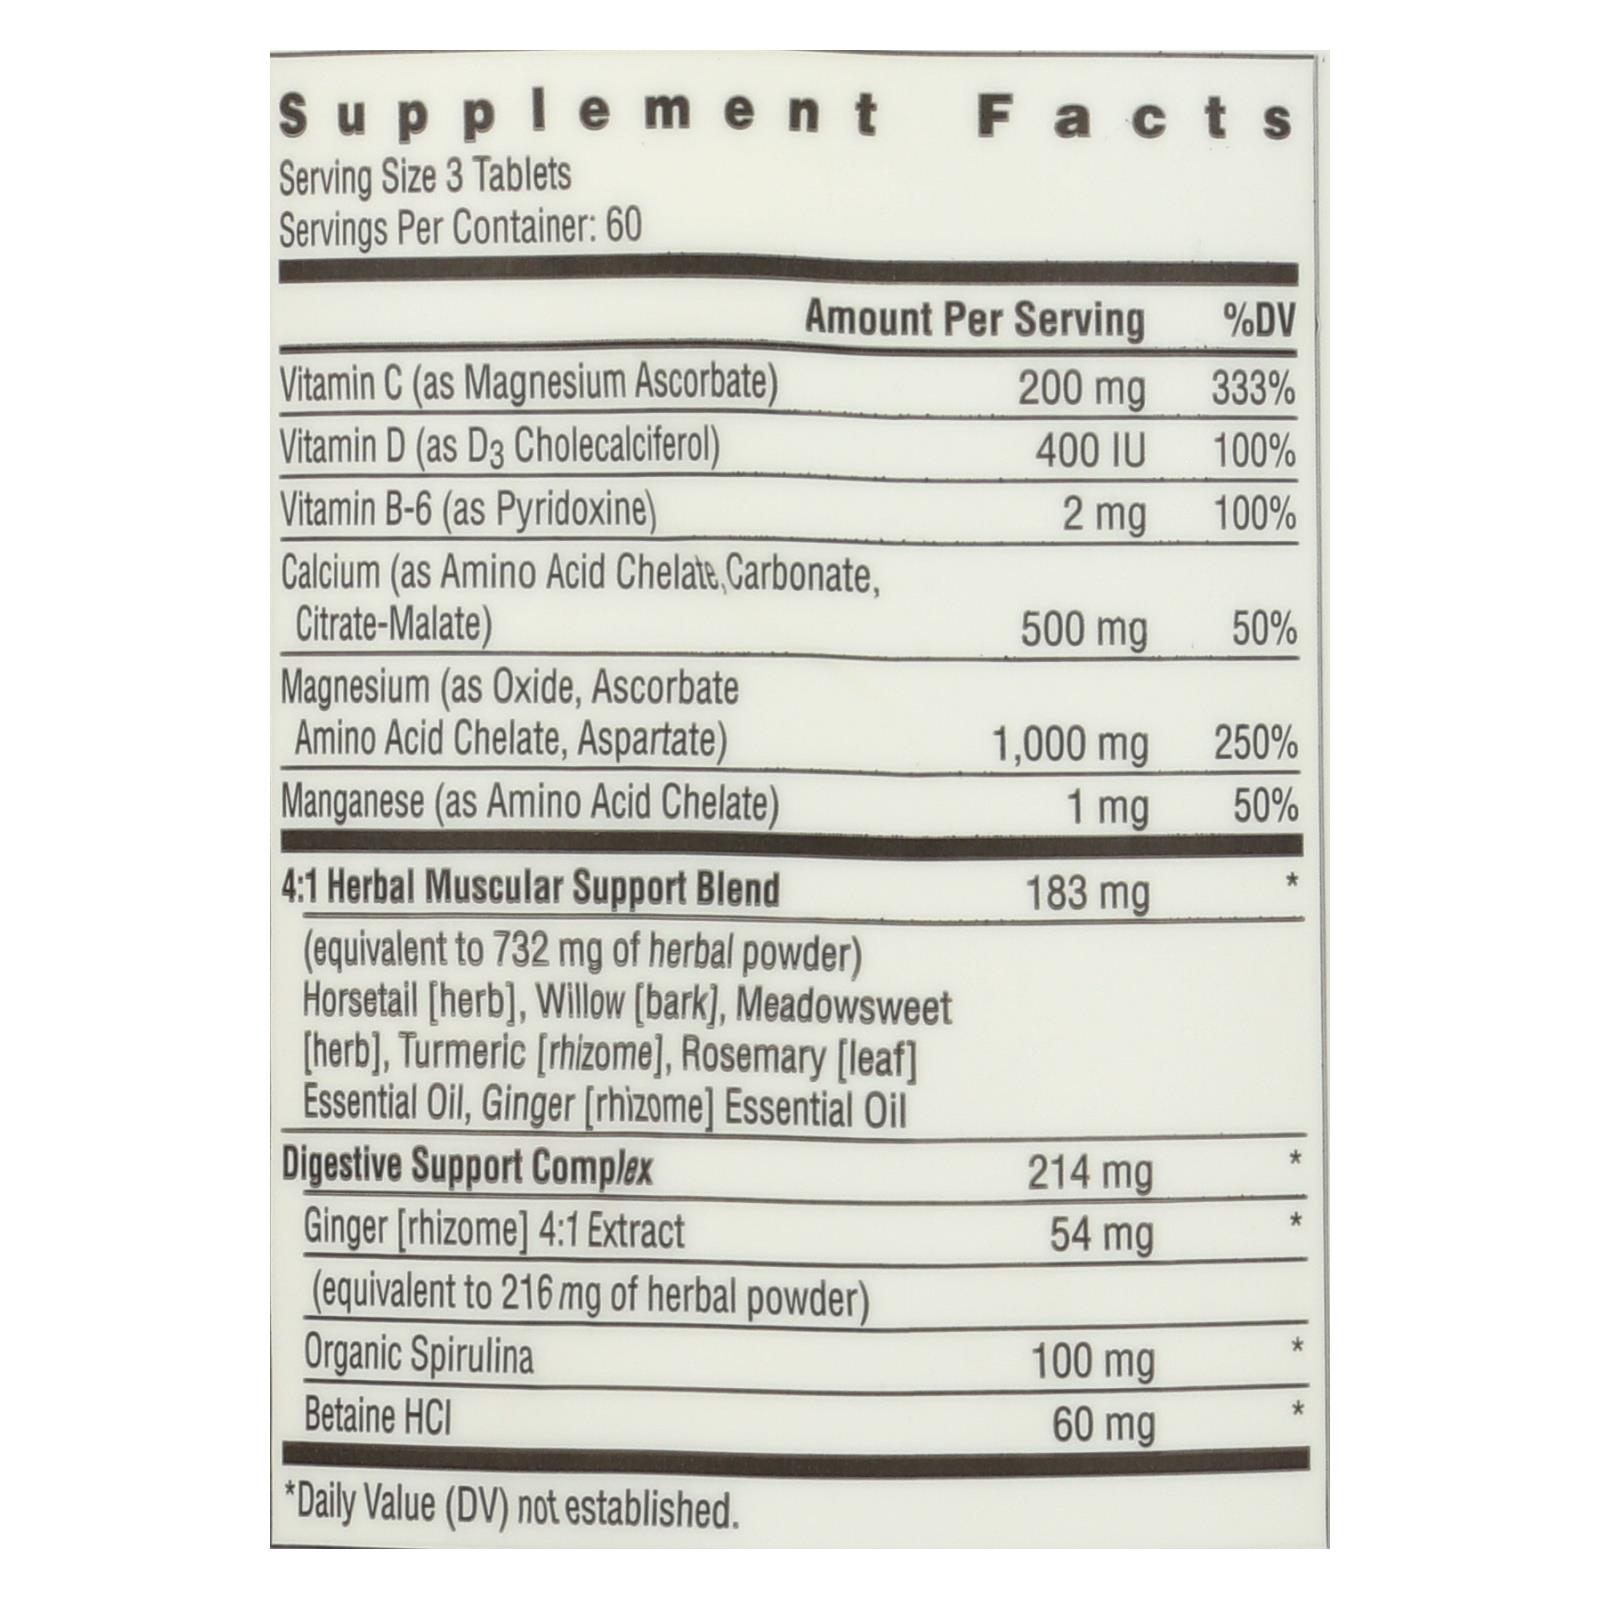 Supplement Facts
Serving Size 3 Tablets
Servings Per Container: 60
Amount Per Serving %DV
Vitamin C (as Magnesium Ascorbate) 200 mg 333%
Vitamin D (as D3 Cholecalciferol) 400 IU 100%
Vitamin B-6 (as Pyridoxine) 2 mg 100%
Calcium (as Amino Acid Chelate, Carbonate,
Citrate-Malate) 500 mg 50%
Magnesium (as Oxide, Ascorbate
Amino Acid Chelate, Aspartate) 1,000 mg 250%
Manganese (as Amino Acid Chelate) 1 mg 50%
4:1 Herbal Muscular Support Blend 183 mg *
(equivalent to 732 mg of herbal powder)
Horsetail [herb], Willow [bark], Meadowsweet
[herb], Turmeric [rhizome], Rosemary [leaf]
Essential Oil, Ginger [rhizome] Essential Oil
Digestive Support Complex 214 mg *
Ginger [rhizome] 4:1 Extract 54 mg *
(equivalent to 216 mg of herbal powder)
Organic Spirulina 100 mg *
Betaine HCl 60 mg *
*Daily Value (DV) not established.